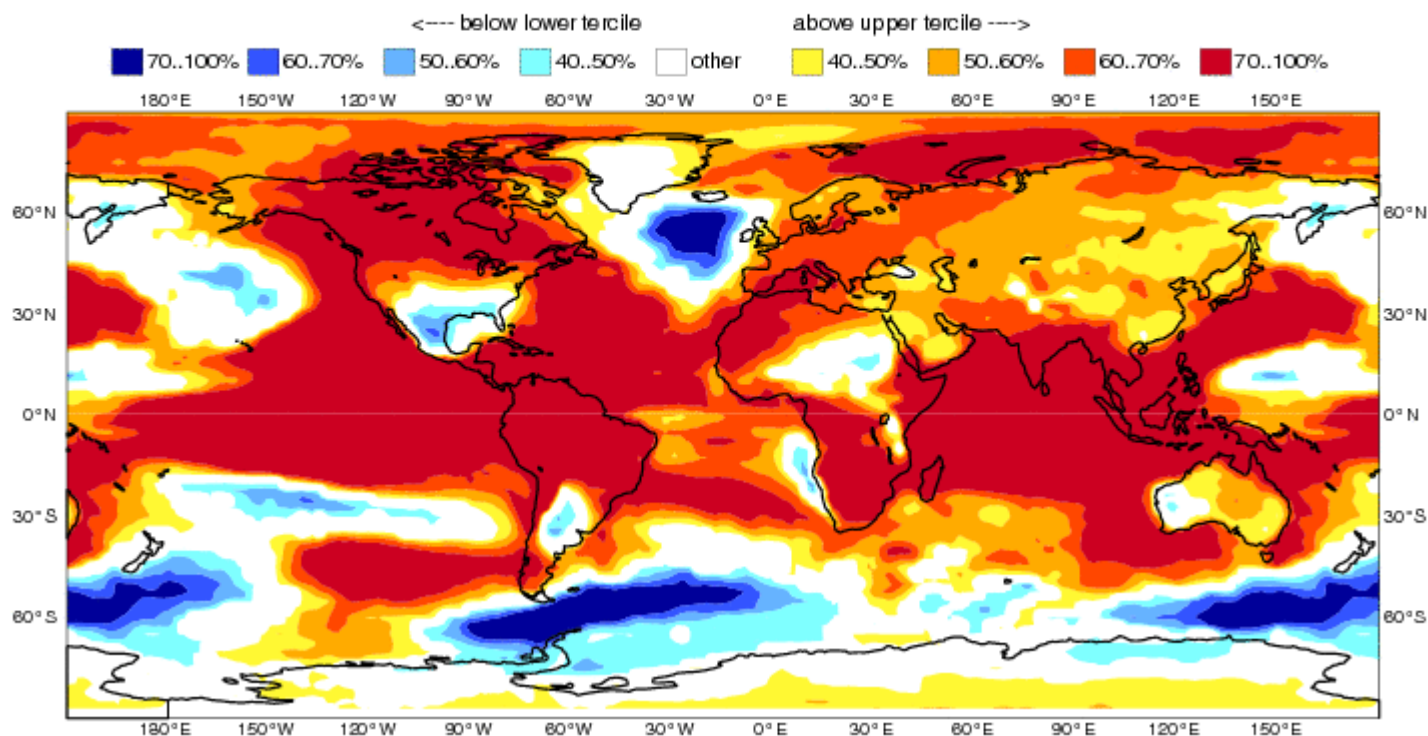 <---- below lower tercile above upper tercile ---->
70..100% 60..70% 50..60% 40..50% other 40..50% 50..60% 60..70% 70..100%
180°E 150°W 120°W 90°W 60°W 30°W 0°E 30°E 60°E 90°E 120°E 150°E
60°N 60°N
30°N 30°N
0°N 0°N
30°S 30°S
60°S 60°S
180°E 150°W 120°W 90°W 60°W 30°W 0°E 30°E 60°E 90°E 120°E 150°E